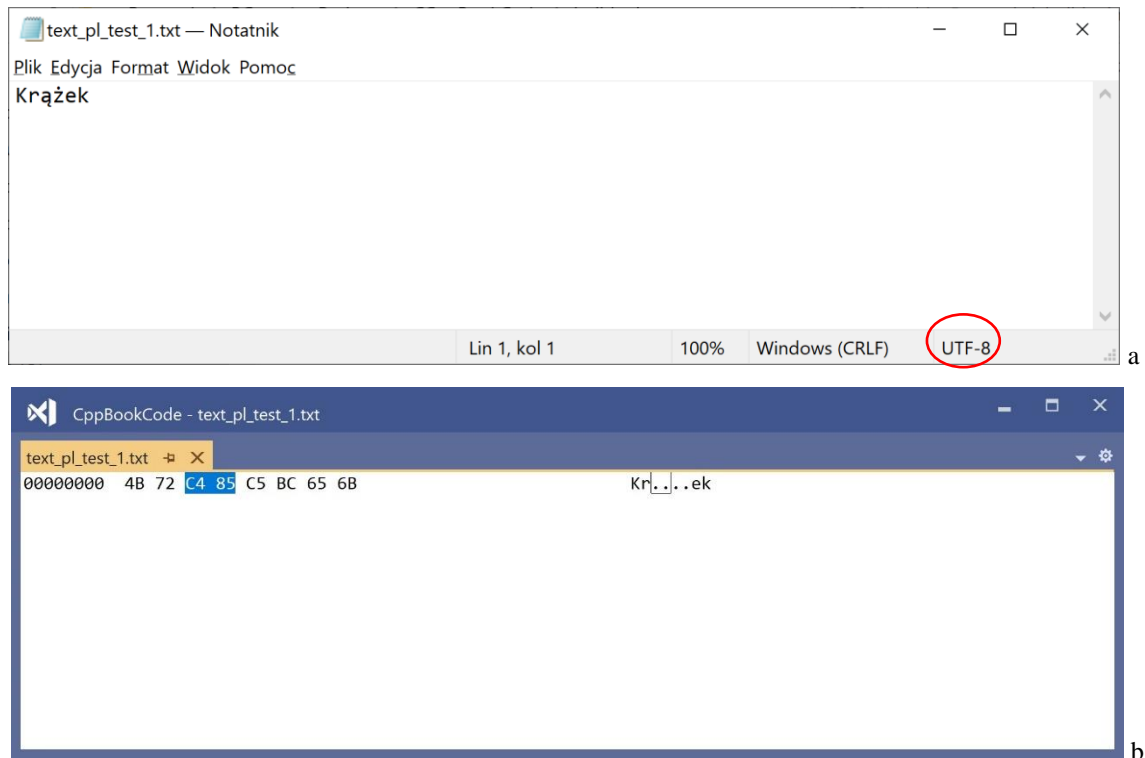 text_pl_test_1.txt — Notatnik
Plik Edycja Format Widok Pomoc
Krążek
Lin 1, kol 1 100% Windows (CRLF) UTF-8
a
CppBookCode - text_pl_test_1.txt
text_pl_test_1.txt
00000000 4B 72 C4 85 C5 BC 65 6B Kr....ek
b